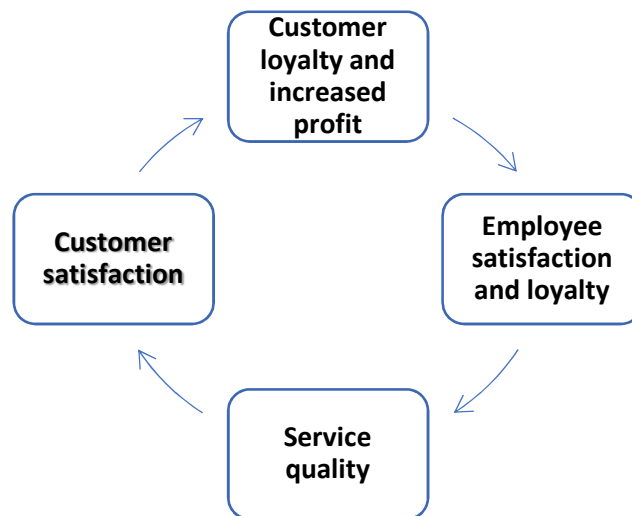 Customer
loyalty and
increased
profit
Employee
satisfaction
and loyalty
Service
quality
Customer
satisfaction